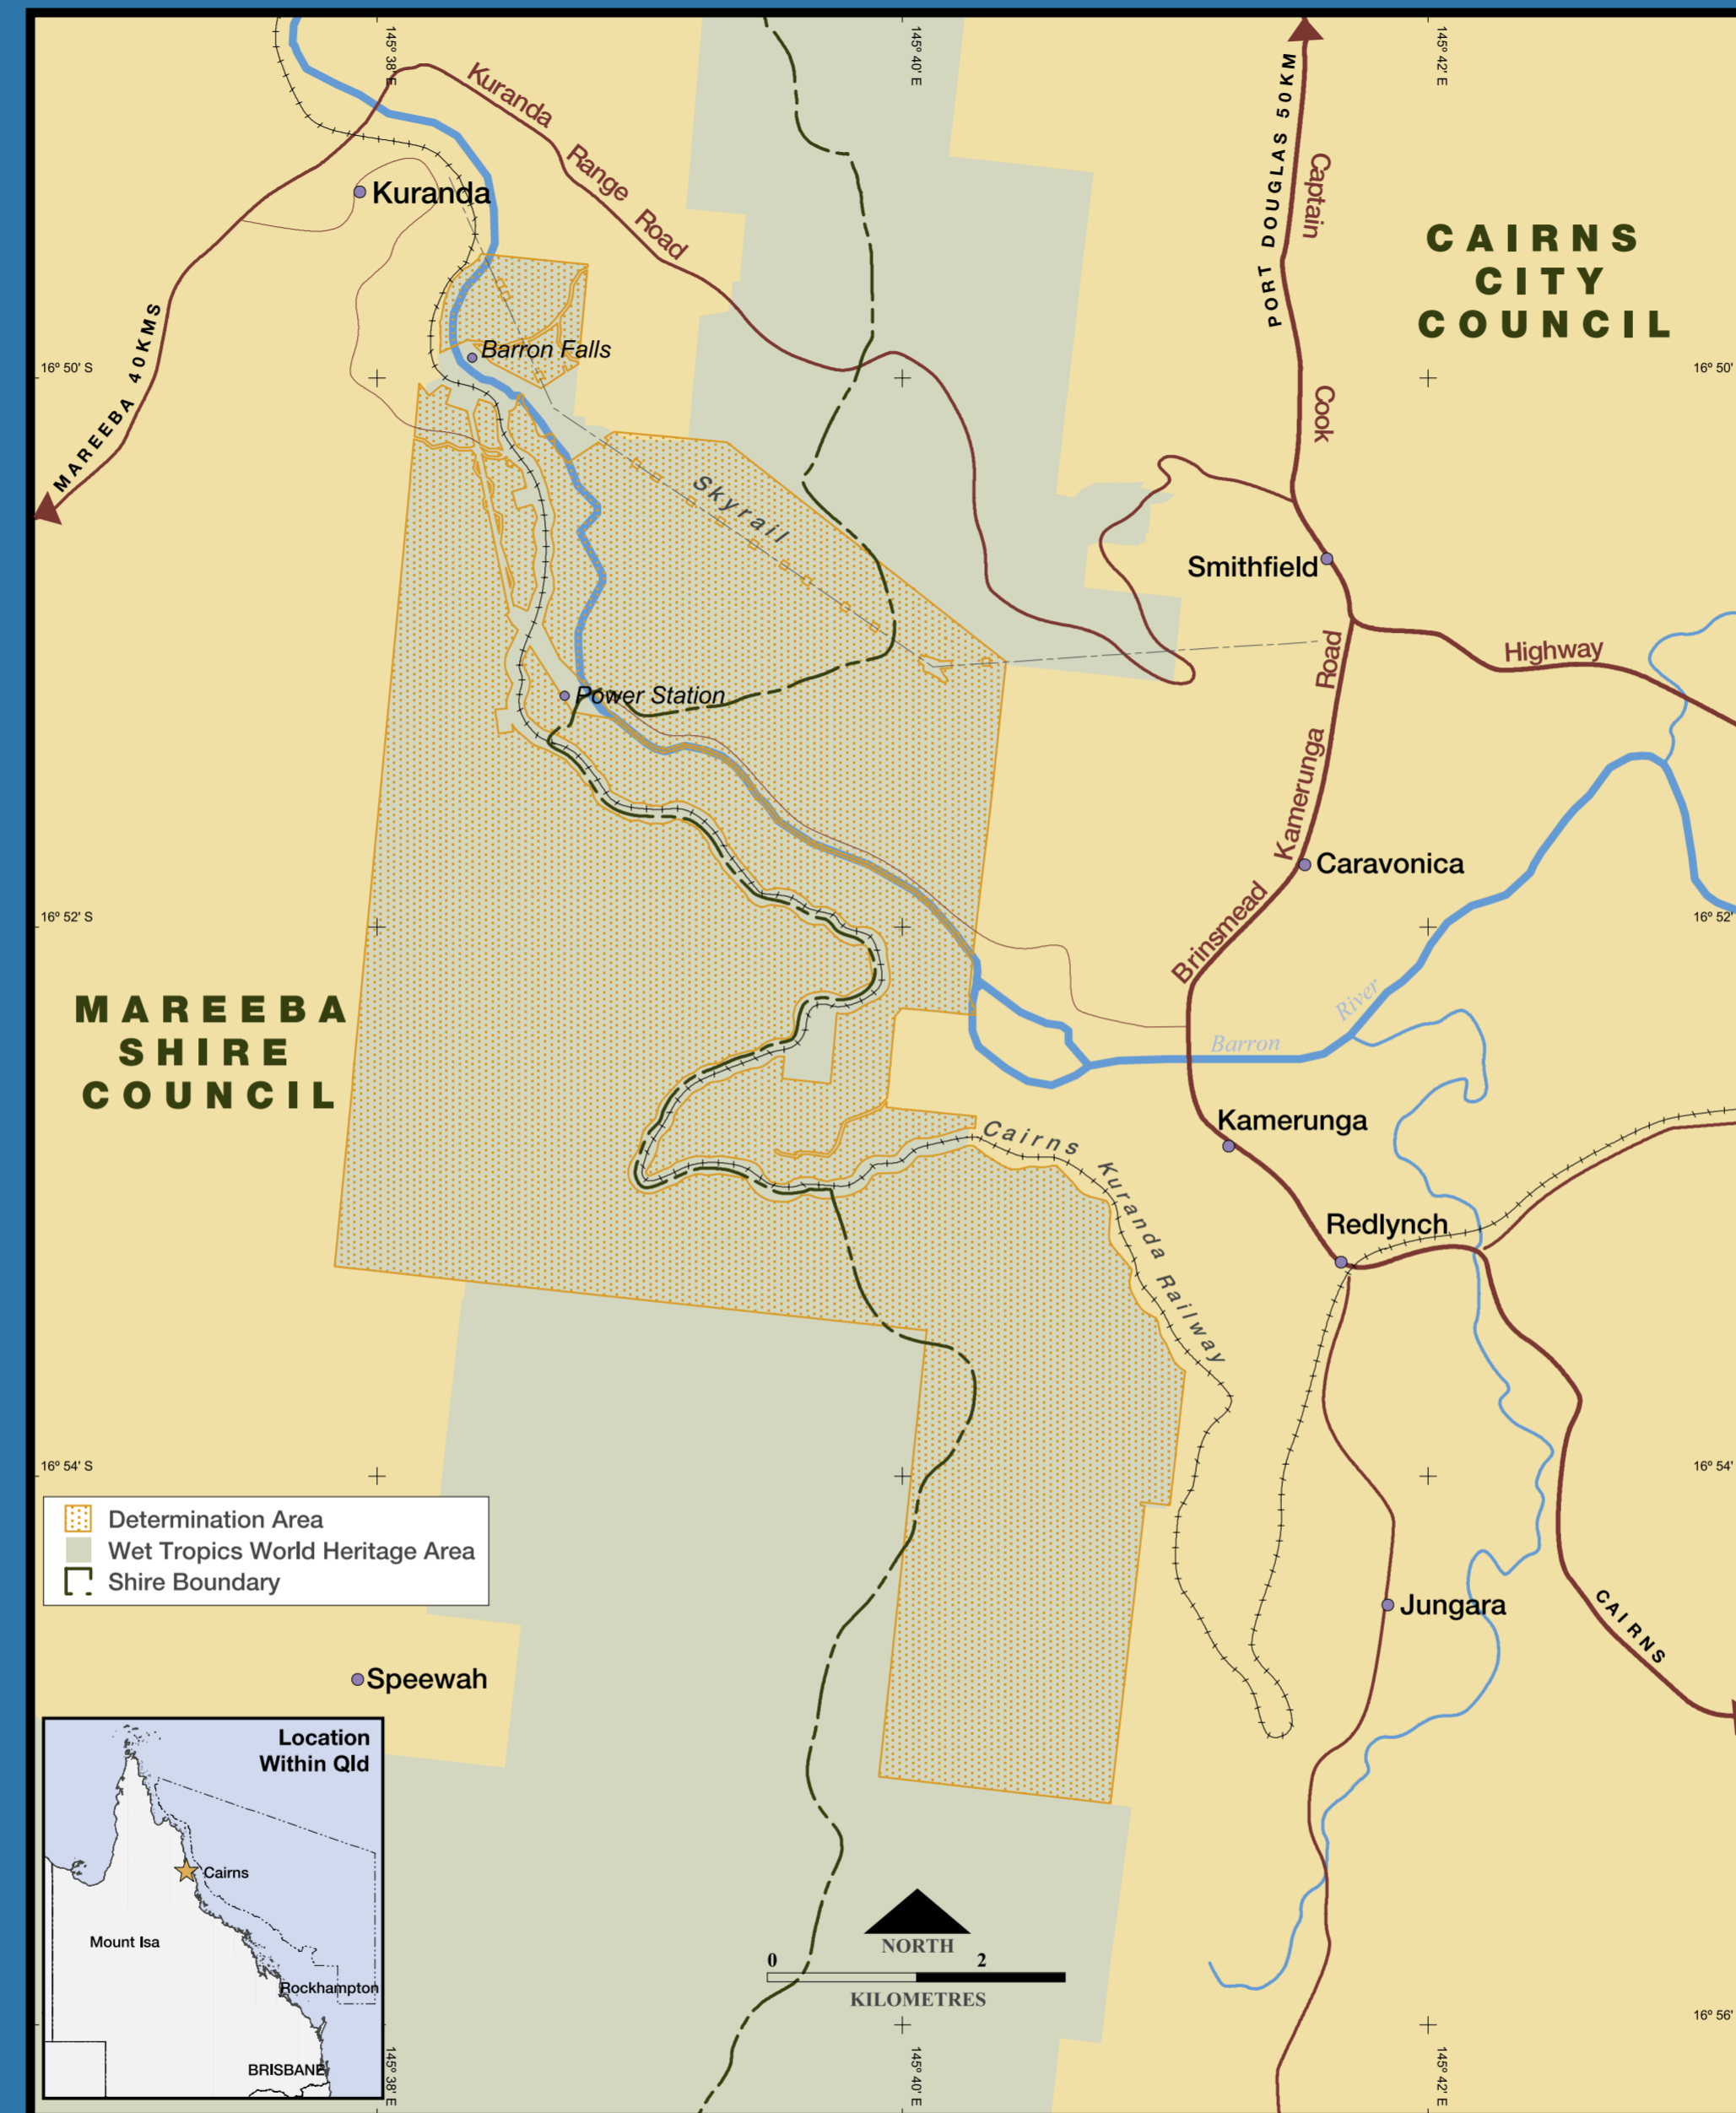 145° 38' E
145° 40' E
145° 42' E
Kuranda
Range
Road
PORT DOUGLAS 50KM
Captain
Cook
Highway
Kuranda
CAIRNS
CITY
COUNCIL
MAREEBA 40KMS
Barron Falls
16° 50' S
16° 50'
Skyrail
Smithfield
Road
Kamerunga
Brinsmead
Power Station
Caravonica
16° 52' S
16° 52'
MAREEBA
SHIRE
COUNCIL
Barron
River
Kamerunga
Cairns
Kuranda
Railway
Redlynch
16° 54' S
16° 54'
Determination Area
Wet Tropics World Heritage Area
Shire Boundary
Jungara
CAIRNS
Speewah
Location
Within Qld
Cairns
Mount Isa
Rockhampton
BRISBANE
NORTH
0
2
KILOMETRES
16° 56'
145° 38' E
145° 40' E
145° 42' E